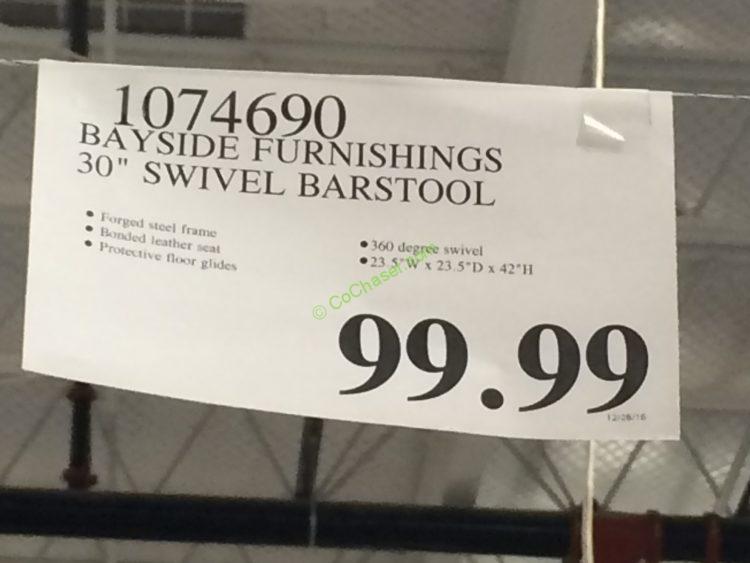 1074690
BAYSIDE FURNISHINGS
30" SWIVEL BARSTOOL
• Forged steel frame
• Bonded leather seat
• Protective floor glides
• 360 degree swivel
• 23.5"W x 23.5"D x 42"H
© CoChaser.com
99.99
12/28/16